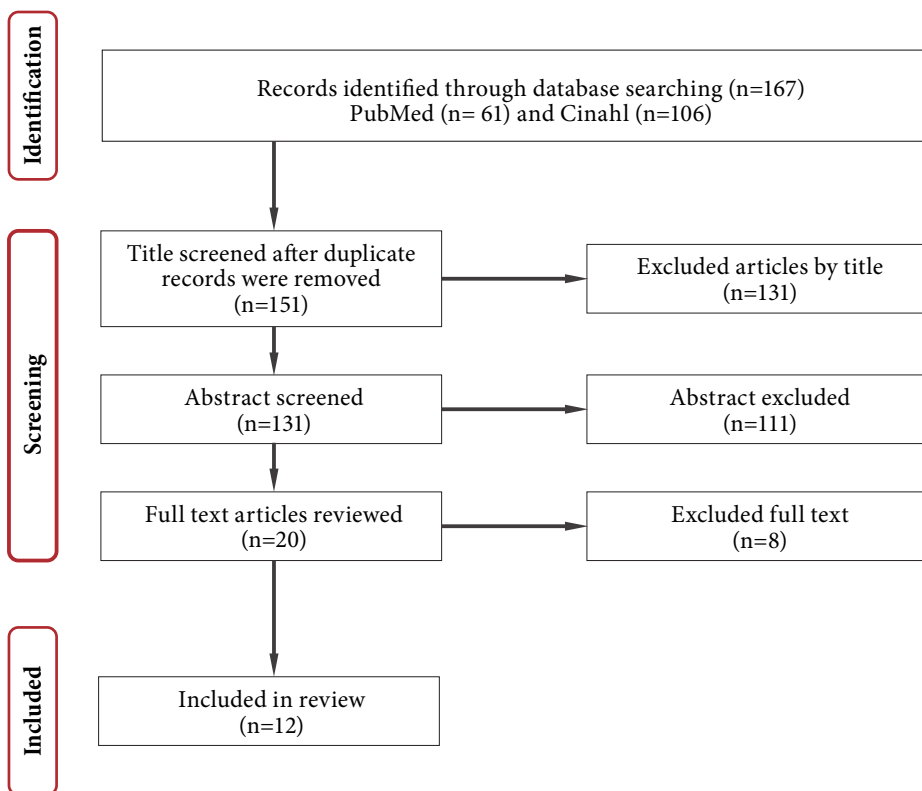 Identification
Records identified through database searching (n=167)
PubMed (n= 61) and Cinahl (n=106)
Screening
Title screened after duplicate
records were removed
(n=151)
Excluded articles by title
(n=131)
Abstract screened
(n=131)
Abstract excluded
(n=111)
Full text articles reviewed
(n=20)
Excluded full text
(n=8)
Included
Included in review
(n=12)